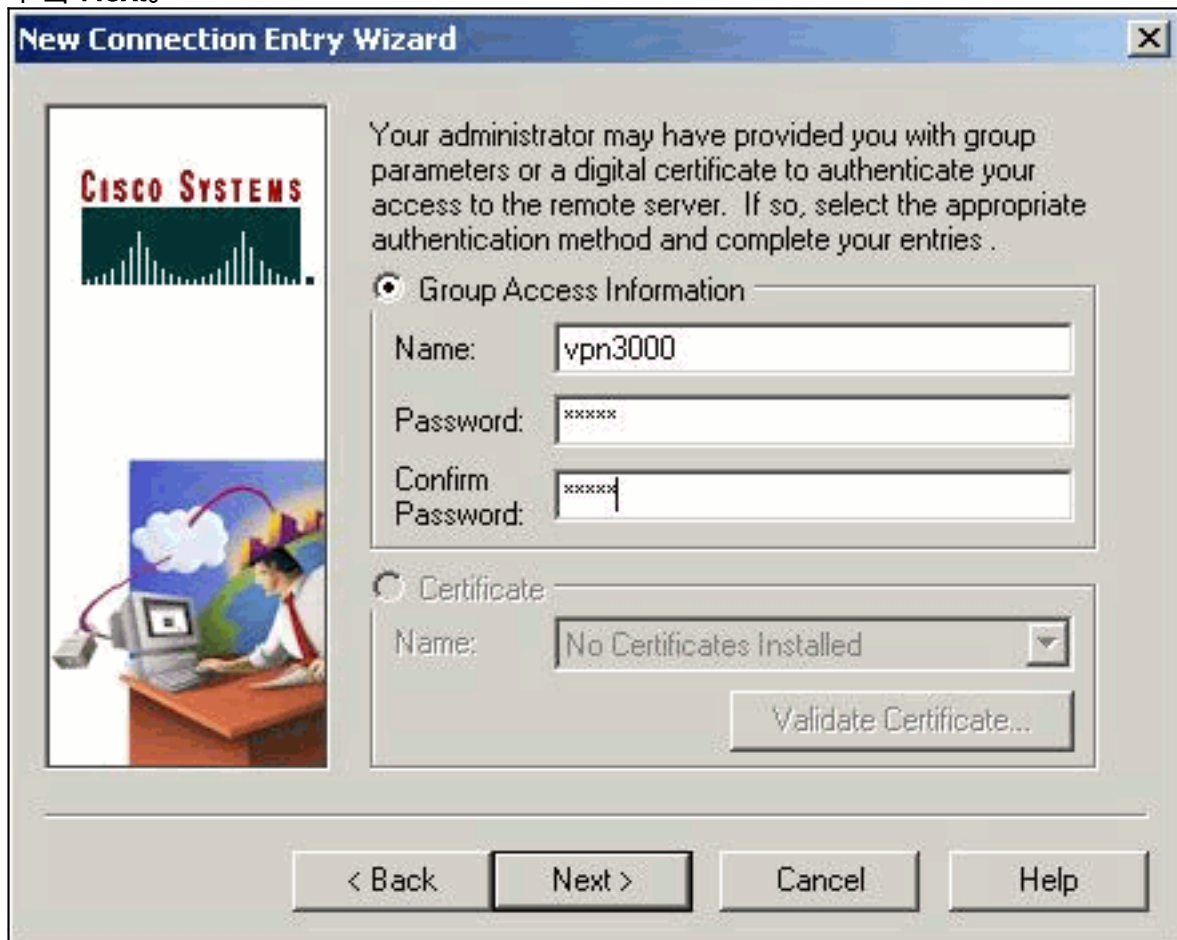 New Connection Entry Wizard
CISCO SYSTEMS
Your administrator may have provided you with group
parameters or a digital certificate to authenticate your
access to the remote server. If so, select the appropriate
authentication method and complete your entries .
Group Access Information
Name:
vpn3000
Password:
*****
Confirm
Password:
*****
Certificate
Name:
No Certificates Installed
Validate Certificate...
< Back
Next >
Cancel
Help